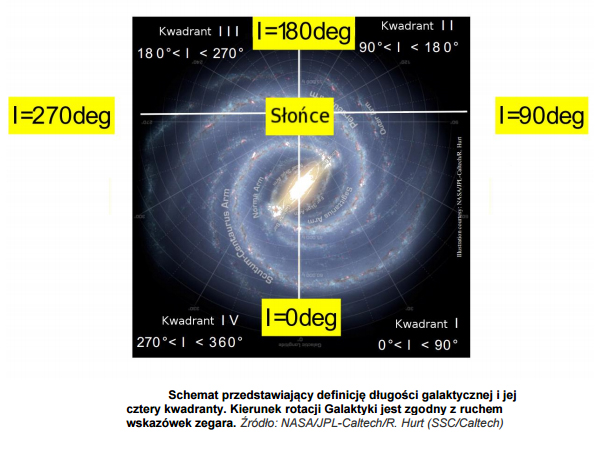 Kwadrant III
180°< l < 270°
l=180deg
Kwadrant II
90°< l < 180°
l=270deg
Słońce
l=90deg
Outer Arm
Norma Arm
Sagittarius Arm
Scutum-Centaurus Arm
Illustration courtesy: NASA/JPL-Caltech/R. Hurt
Kwadrant IV
270°< l < 360°
l=0deg
Kwadrant I
0°< l < 90°
Galactic Longitude
Schemat przedstawiający definicję długości galaktycznej i jej
cztery kwadranty. Kierunek rotacji Galaktyki jest zgodny z ruchem
wskazówek zegara. Źródło: NASA/JPL-Caltech/R. Hurt (SSC/Caltech)